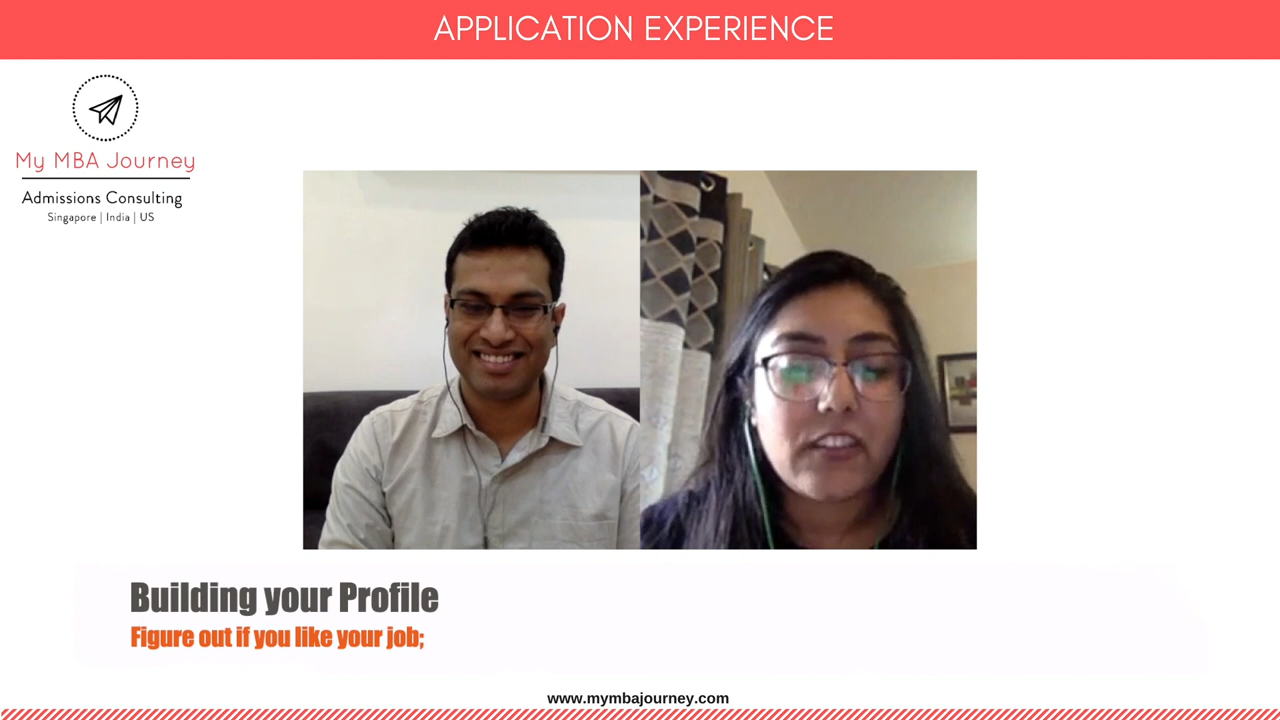 APPLICATION EXPERIENCE
My MBA Journey
Admissions Consulting
Singapore | India | US
Building your Profile
Figure out if you like your job;
www.mymbajourney.com